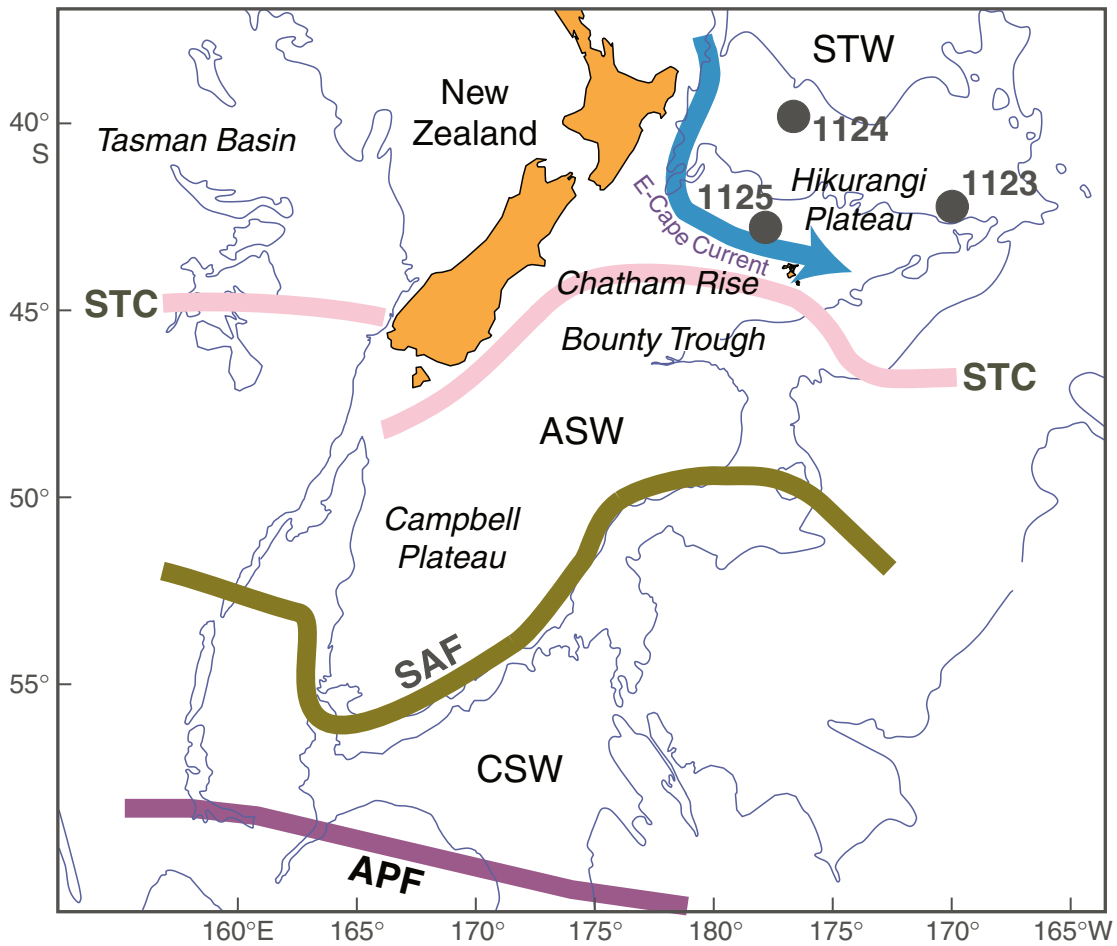 STW
New
Zealand
40°
S
Tasman Basin
1124
Hikurangi
Plateau
1123
1125
E-Cape Current
Chatham Rise
STC
45°
Bounty Trough
STC
ASW
50°
Campbell
Plateau
SAF
55°
CSW
APF
160°E
165°
170°
175°
180°
175°
170°
165°W